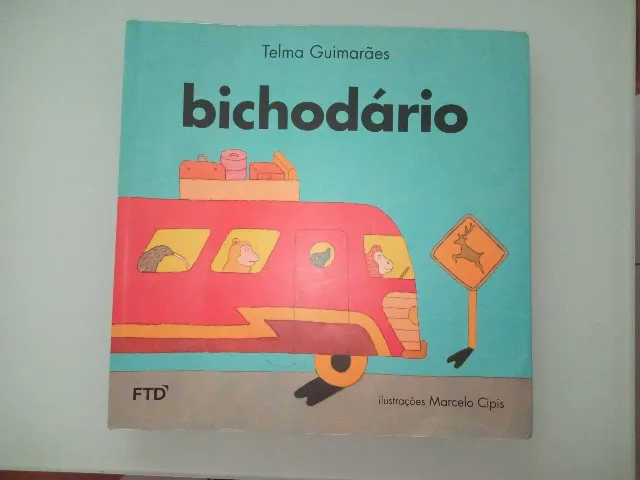 Telma Guimarães
bichodário
FTD
ilustrações Marcelo Cipis